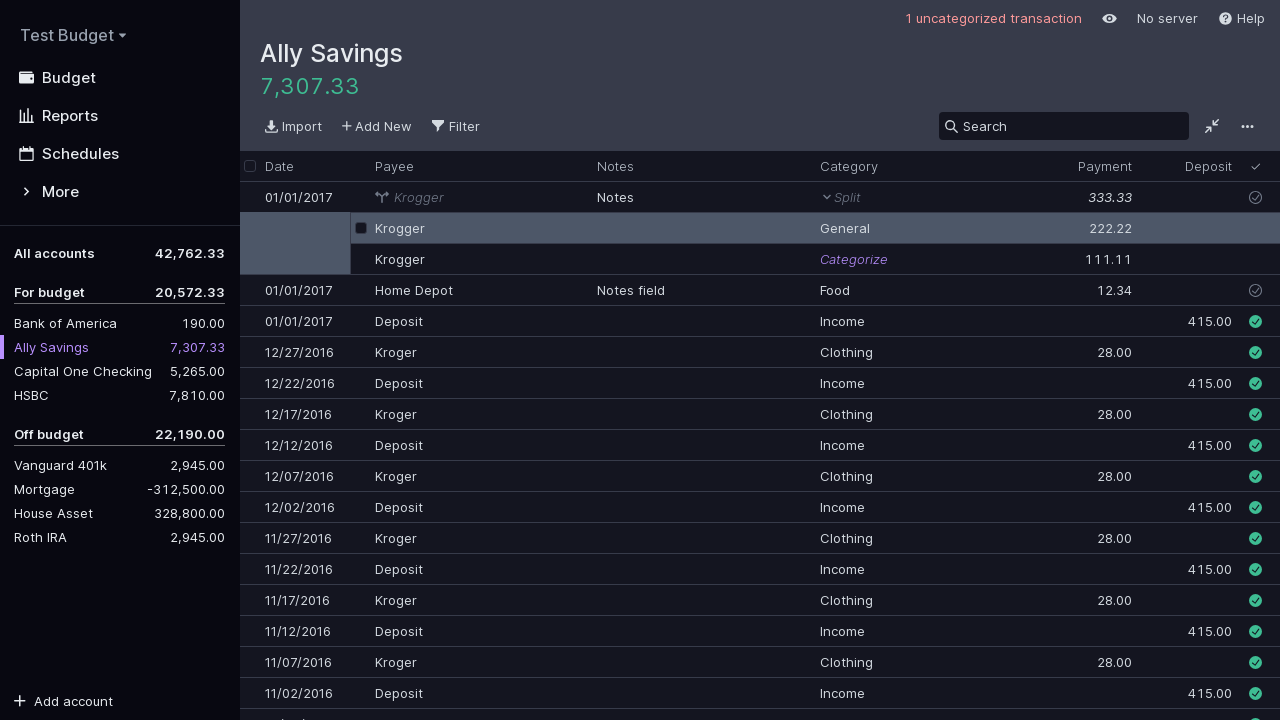 Test Budget
Budget
Reports
Schedules
More
All accounts 42,762.33
For budget 20,572.33
Bank of America 190.00
Ally Savings 7,307.33
Capital One Checking 5,265.00
HSBC 7,810.00
Off budget 22,190.00
Vanguard 401k 2,945.00
Mortgage -312,500.00
House Asset 328,800.00
Roth IRA 2,945.00
Add account
1 uncategorized transaction No server Help
Ally Savings
7,307.33
Import Add New Filter Search
Date Payee Notes Category Payment Deposit
01/01/2017 Krogger Notes Split 333.33
Krogger General 222.22
Krogger Categorize 111.11
01/01/2017 Home Depot Notes field Food 12.34
01/01/2017 Deposit Income 415.00
12/27/2016 Kroger Clothing 28.00
12/22/2016 Deposit Income 415.00
12/17/2016 Kroger Clothing 28.00
12/12/2016 Deposit Income 415.00
12/07/2016 Kroger Clothing 28.00
12/02/2016 Deposit Income 415.00
11/27/2016 Kroger Clothing 28.00
11/22/2016 Deposit Income 415.00
11/17/2016 Kroger Clothing 28.00
11/12/2016 Deposit Income 415.00
11/07/2016 Kroger Clothing 28.00
11/02/2016 Deposit Income 415.00